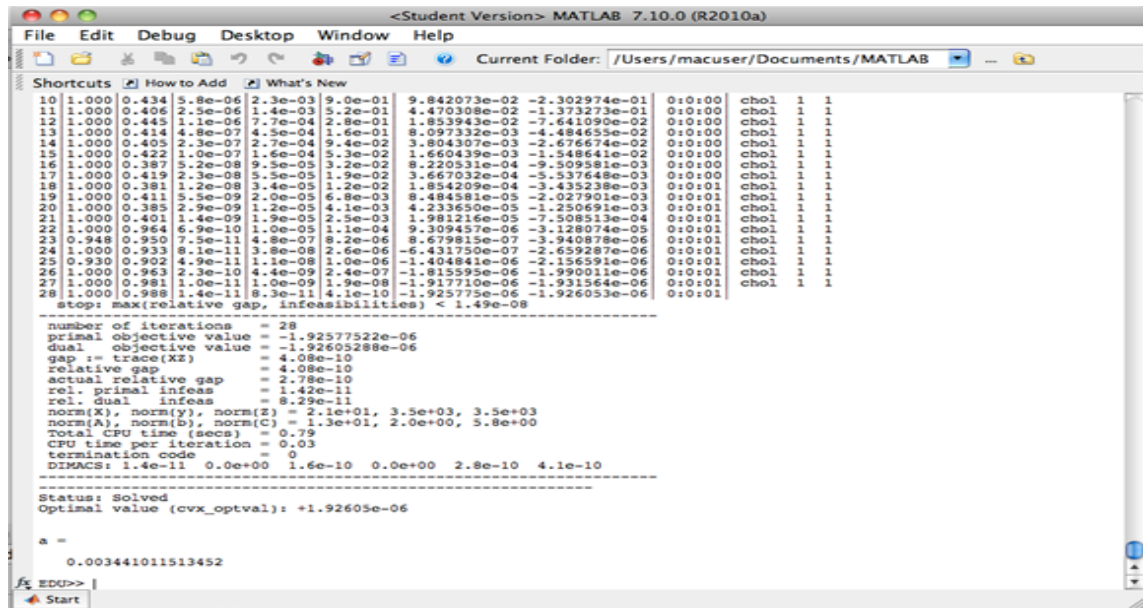 <Student Version> MATLAB 7.10.0 (R2010a)
File Edit Debug Desktop Window Help
Current Folder: /Users/macuser/Documents/MATLAB
Shortcuts How to Add What's New
10|1.000|0.434|5.8e-06|2.3e-03|9.0e-01| 9.842073e-02 -2.302974e-01| 0:0:00| chol 1 1
11|1.000|0.406|2.5e-06|1.4e-03|5.2e-01| 4.470308e-02 -1.373273e-01| 0:0:00| chol 1 1
12|1.000|0.445|1.1e-06|7.7e-04|2.8e-01| 1.853943e-02 -7.641090e-02| 0:0:00| chol 1 1
13|1.000|0.414|4.8e-07|4.5e-04|1.6e-01| 8.097332e-03 -4.484655e-02| 0:0:00| chol 1 1
14|1.000|0.405|2.3e-07|2.7e-04|9.4e-02| 3.804307e-03 -2.676674e-02| 0:0:00| chol 1 1
15|1.000|0.422|1.0e-07|1.6e-04|5.3e-02| 1.660439e-03 -1.548641e-02| 0:0:00| chol 1 1
16|1.000|0.387|5.2e-08|9.5e-05|3.2e-02| 8.220531e-04 -9.509581e-03| 0:0:00| chol 1 1
17|1.000|0.419|2.3e-08|5.5e-05|1.9e-02| 3.667032e-04 -5.537648e-03| 0:0:00| chol 1 1
18|1.000|0.381|1.2e-08|3.4e-05|1.2e-02| 1.854209e-04 -3.435238e-03| 0:0:01| chol 1 1
19|1.000|0.411|5.5e-09|2.0e-05|6.8e-03| 8.484581e-05 -2.027901e-03| 0:0:01| chol 1 1
20|1.000|0.385|2.9e-09|1.2e-05|4.1e-03| 4.233650e-05 -1.250691e-03| 0:0:01| chol 1 1
21|1.000|0.401|1.4e-09|1.9e-05|2.5e-03| 1.981216e-05 -7.508513e-04| 0:0:01| chol 1 1
22|1.000|0.964|6.9e-10|1.0e-05|1.1e-04| 9.309457e-06 -3.128074e-05| 0:0:01| chol 1 1
23|0.948|0.950|7.5e-11|4.8e-07|8.2e-06| 8.679815e-07 -3.940878e-06| 0:0:01| chol 1 1
24|1.000|0.933|8.1e-11|3.8e-08|2.6e-06|-6.431750e-07 -2.659287e-06| 0:0:01| chol 1 1
25|0.930|0.902|4.9e-11|1.1e-08|1.0e-06|-1.404841e-06 -2.156591e-06| 0:0:01| chol 1 1
26|1.000|0.963|2.3e-10|4.4e-09|2.4e-07|-1.815595e-06 -1.990011e-06| 0:0:01| chol 1 1
27|1.000|0.981|1.0e-11|1.0e-09|1.9e-08|-1.917710e-06 -1.931564e-06| 0:0:01| chol 1 1
28|1.000|0.988|1.4e-11|8.3e-11|4.1e-10|-1.925775e-06 -1.926053e-06| 0:0:01|
stop: max(relative gap, infeasibilities) < 1.49e-08
number of iterations = 28
primal objective value = -1.92577522e-06
dual objective value = -1.92605288e-06
gap := trace(XZ) = 4.08e-10
relative gap = 4.08e-10
actual relative gap = 2.78e-10
rel. primal infeas = 1.42e-11
rel. dual infeas = 8.29e-11
norm(X), norm(y), norm(Z) = 2.1e+01, 3.5e+03, 3.5e+03
norm(A), norm(b), norm(C) = 1.3e+01, 2.0e+00, 5.8e+00
Total CPU time (secs) = 0.79
CPU time per iteration = 0.03
termination code = 0
DIMACS: 1.4e-11 0.0e+00 1.6e-10 0.0e+00 2.8e-10 4.1e-10
Status: Solved
Optimal value (cvx_optval): +1.92605e-06
a =
0.003441011513452
fx EDU>> |
Start